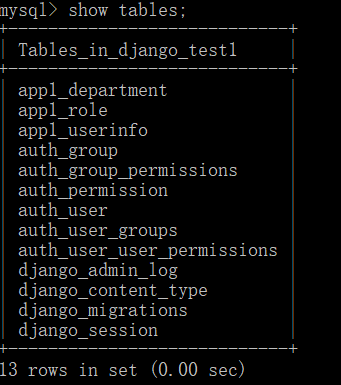 mysql> show tables;
+-----------------------------+
| Tables_in_django_test1      |
+-----------------------------+
| app1_department             |
| app1_role                   |
| app1_userinfo               |
| auth_group                  |
| auth_group_permissions      |
| auth_permission             |
| auth_user                   |
| auth_user_groups            |
| auth_user_user_permissions  |
| django_admin_log            |
| django_content_type         |
| django_migrations           |
| django_session              |
+-----------------------------+
13 rows in set (0.00 sec)